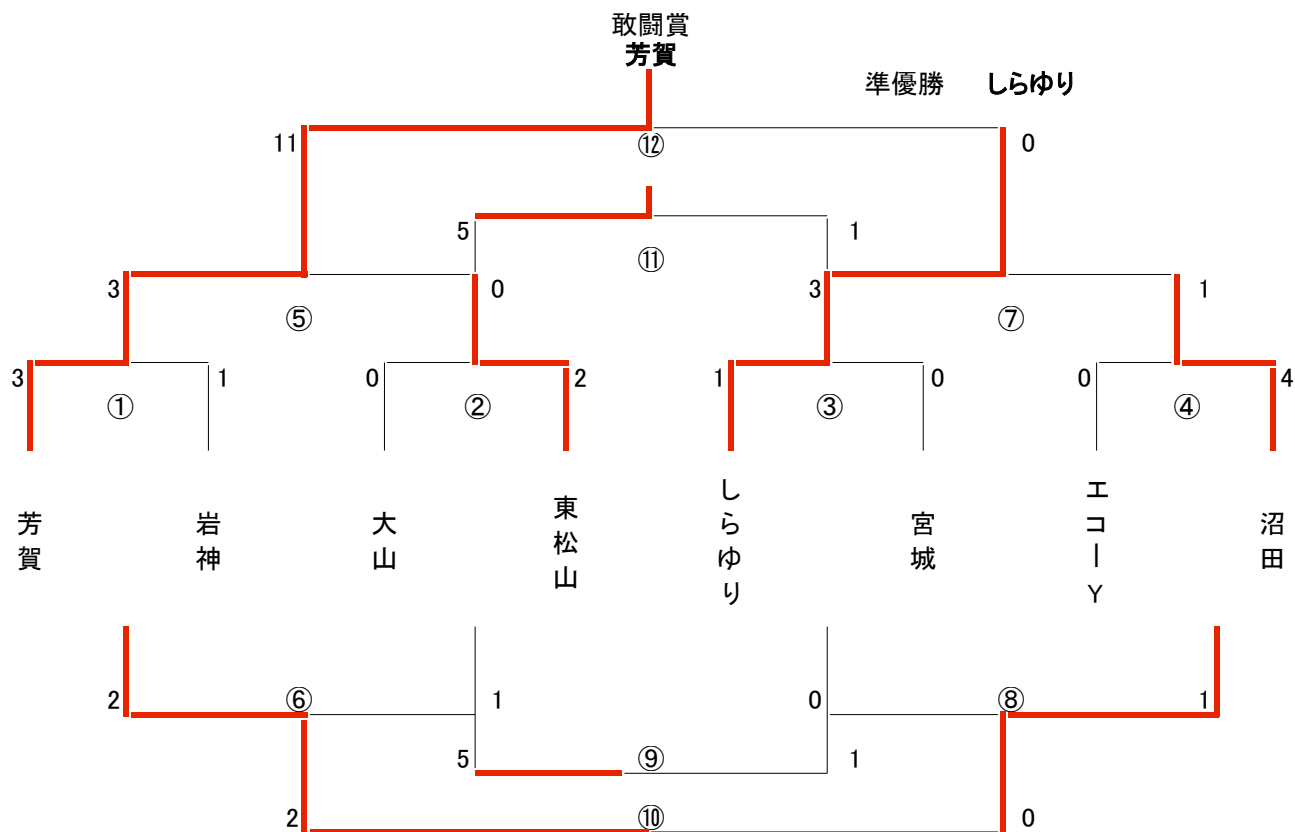 敢闘賞
芳賀
準優勝 しらゆり
11 ⑫ 0
5 ⑪ 1
3 ⑤ 0 3 ⑦ 1
3 ① 1 0 ② 2 1 ③ 0 0 ④ 4
芳賀
岩神
大山
東松山
しらゆり
宮城
エコーY
沼田
2 ⑥ 1 0 ⑧ 1
5 ⑨ 1
2 ⑩ 0